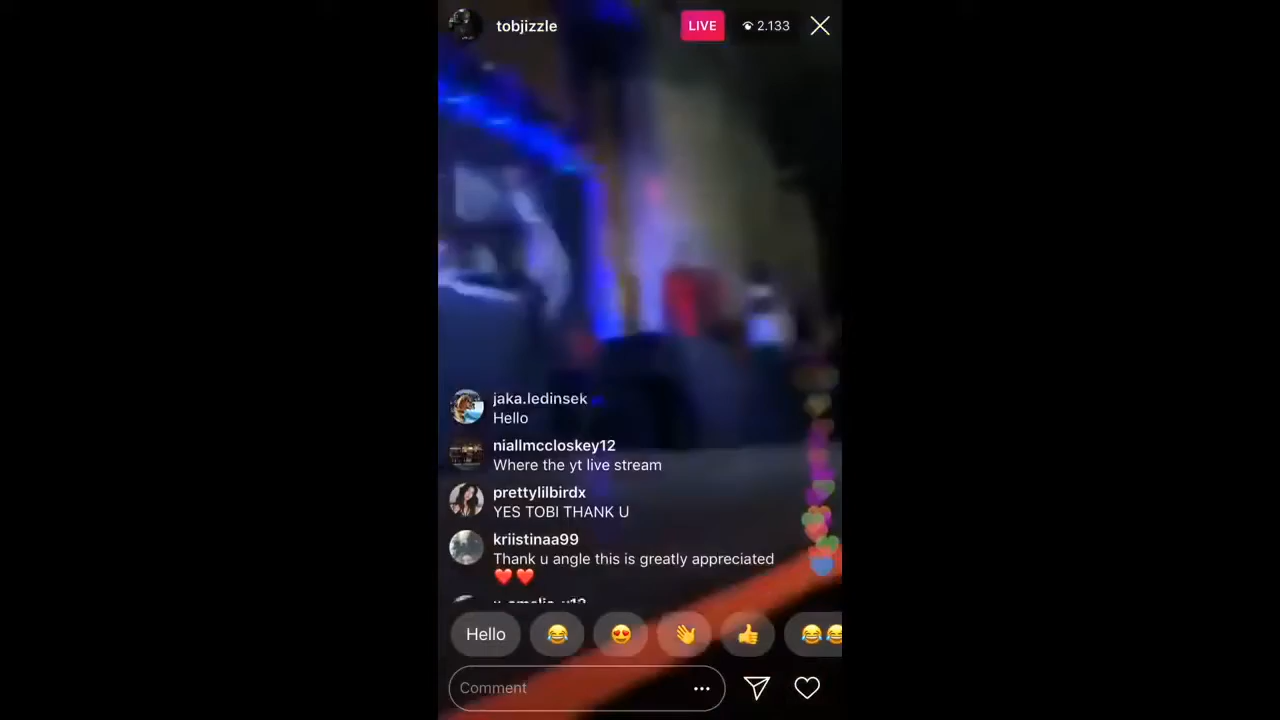 tobjizzle
LIVE
2.133
jaka.ledinsek
Hello
niallmccloskey12
Where the yt live stream
prettylilbirdx
YES TOBI THANK U
kriistinaa99
Thank u angle this is greatly appreciated
❤️❤️
Hello 😂 😍 👋 👍 😂😂
Comment